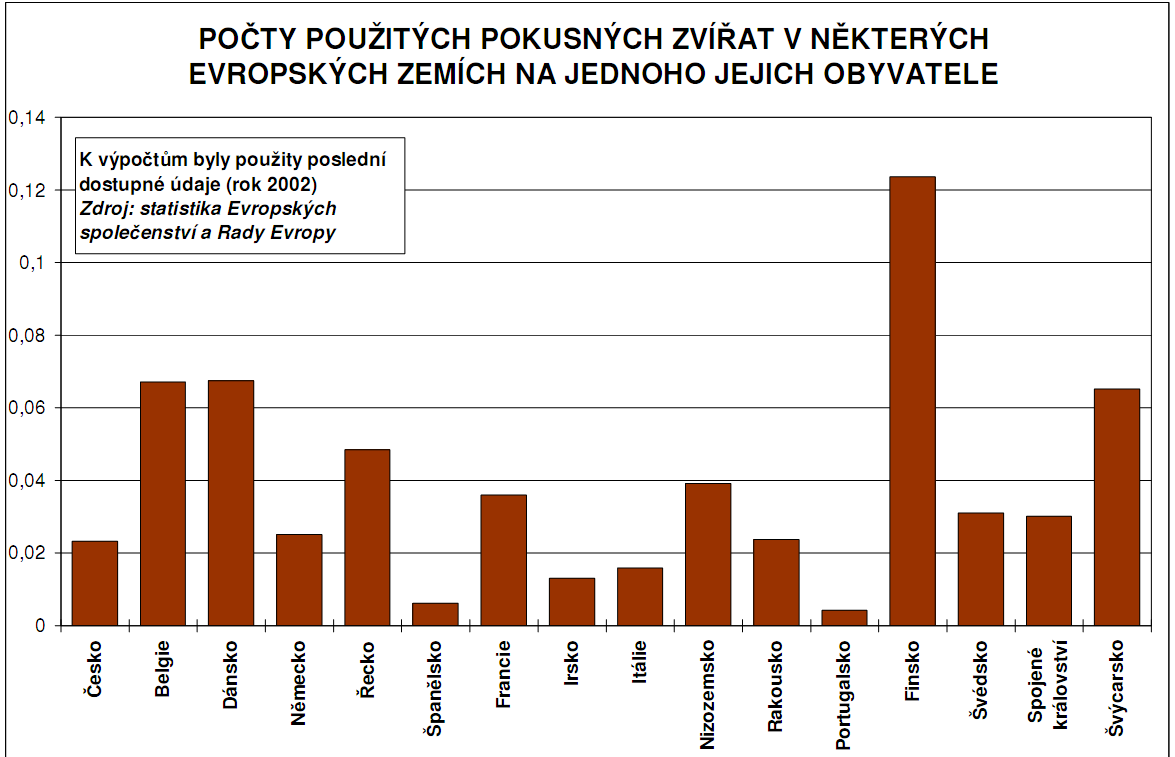 POČTY POUŽITÝCH POKUSNÝCH ZVÍŘAT V NĚKTERÝCH
EVROPSKÝCH ZEMÍCH NA JEDNOHO JEJICH OBYVATELE
K výpočtům byly použity poslední
dostupné údaje (rok 2002)
Zdroj: statistika Evropských
společenství a Rady Evropy
0,14
0,12
0,1
0,08
0,06
0,04
0,02
0
Česko
Belgie
Dánsko
Německo
Řecko
Španělsko
Francie
Irsko
Itálie
Nizozemsko
Rakousko
Portugalsko
Finsko
Švédsko
Spojené
království
Švýcarsko